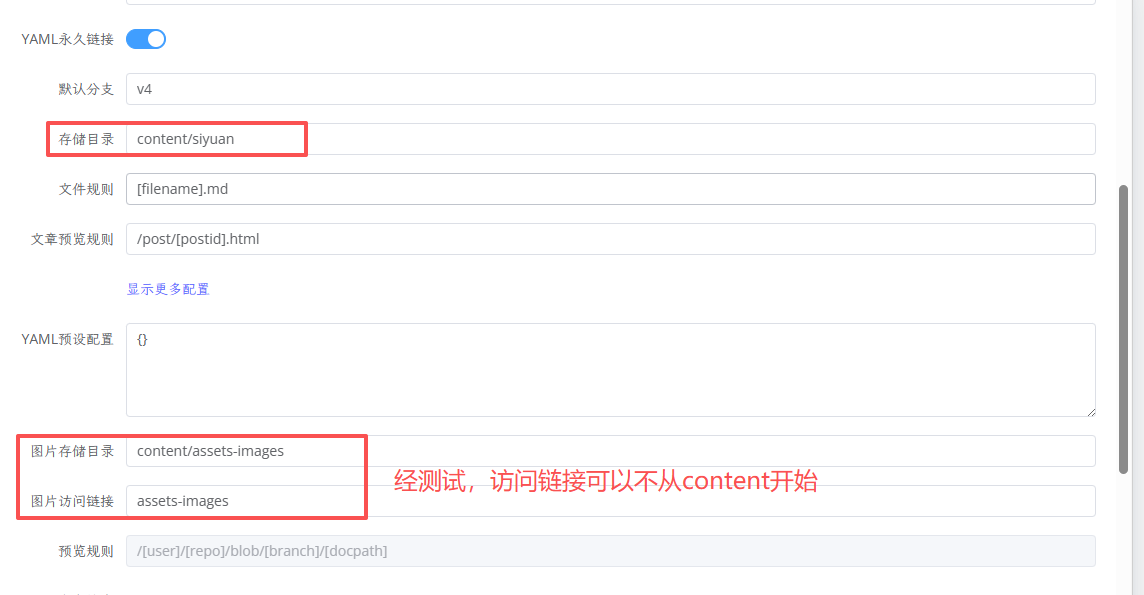 YAML永久链接
默认分支 v4
存储目录 content/siyuan
文件规则 [filename].md
文章预览规则 /post/[postid].html
显示更多配置
YAML预设配置 {}
图片存储目录 content/assets-images
经测试，访问链接可以不从content开始
图片访问链接 assets-images
预览规则 /[user]/[repo]/blob/[branch]/[docpath]